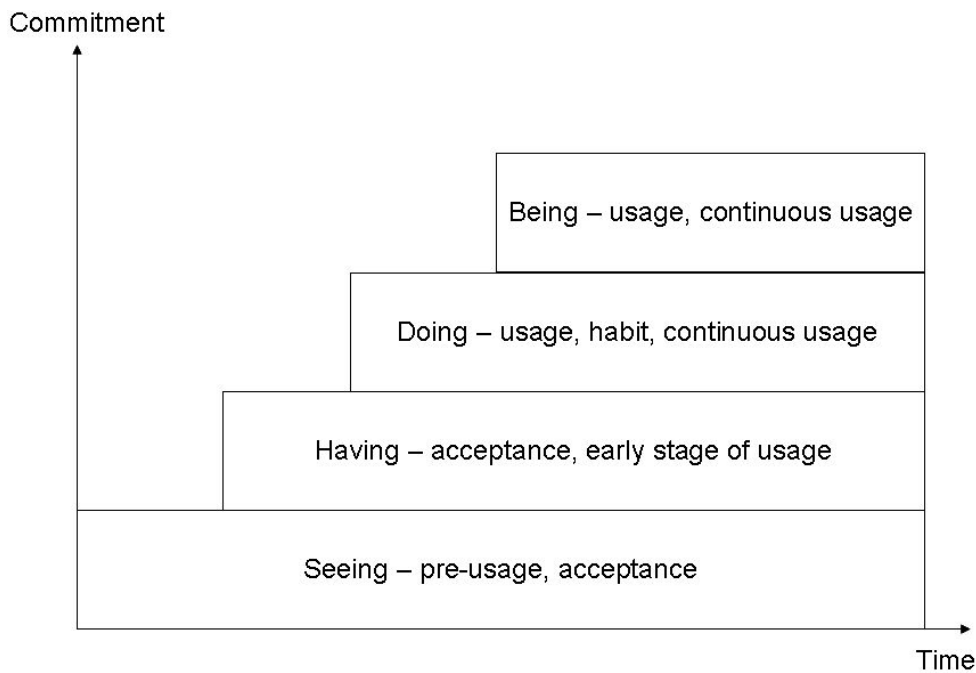 Commitment
Being – usage, continuous usage
Doing – usage, habit, continuous usage
Having – acceptance, early stage of usage
Seeing – pre-usage, acceptance
Time